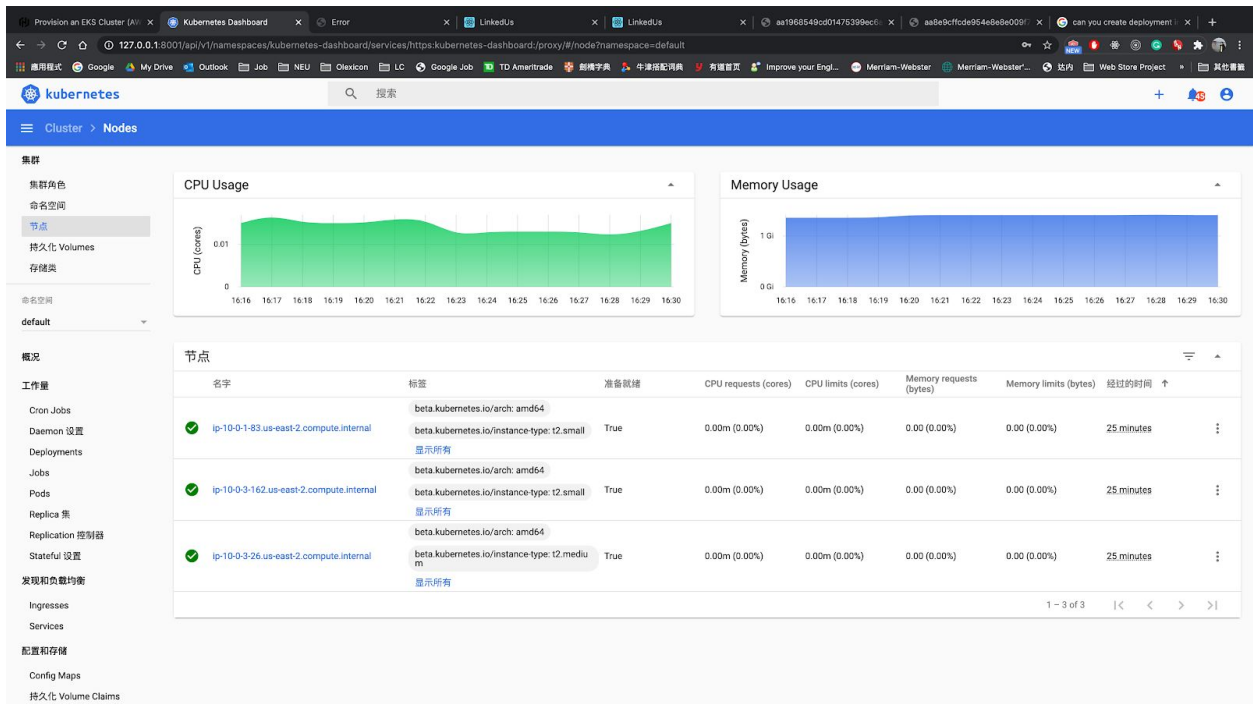 Provision an EKS Cluster (AW
Kubernetes Dashboard
Error
LinkedUs
LinkedUs
aa1968549cd01475399ec6
aa8e9cffcde954e8e8e009f7
can you create deployment i
127.0.0.1:8001/api/v1/namespaces/kubernetes-dashboard/services/https:kubernetes-dashboard:/proxy/#/node?namespace=default
NEW
應用程式 Google My Drive Outlook Job NEU Olexicon LC Google Job TD Ameritrade 劍橋字典 牛津搭配词典 有道首页 Improve your Engl... Merriam-Webster Merriam-Webster'... 达内 Web Store Project » 其他書籤
kubernetes
搜索
45
Cluster > Nodes
集群
集群角色
命名空间
节点
持久化 Volumes
存储类
命名空间
default
概况
工作量
Cron Jobs
Daemon 设置
Deployments
Jobs
Pods
Replica 集
Replication 控制器
Stateful 设置
发现和负载均衡
Ingresses
Services
配置和存储
Config Maps
持久化 Volume Claims
CPU Usage
CPU (cores)
0.01
0
16:16 16:17 16:18 16:19 16:20 16:21 16:22 16:23 16:24 16:25 16:26 16:27 16:28 16:29 16:30
Memory Usage
Memory (bytes)
1 Gi
0 Gi
16:16 16:17 16:18 16:19 16:20 16:21 16:22 16:23 16:24 16:25 16:26 16:27 16:28 16:29 16:30
节点
名字 标签 准备就绪 CPU requests (cores) CPU limits (cores) Memory requests (bytes) Memory limits (bytes) 经过的时间
beta.kubernetes.io/arch: amd64
ip-10-0-1-83.us-east-2.compute.internal beta.kubernetes.io/instance-type: t2.small True 0.00m (0.00%) 0.00m (0.00%) 0.00 (0.00%) 0.00 (0.00%) 25 minutes
显示所有
beta.kubernetes.io/arch: amd64
ip-10-0-3-162.us-east-2.compute.internal beta.kubernetes.io/instance-type: t2.small True 0.00m (0.00%) 0.00m (0.00%) 0.00 (0.00%) 0.00 (0.00%) 25 minutes
显示所有
beta.kubernetes.io/arch: amd64
ip-10-0-3-26.us-east-2.compute.internal beta.kubernetes.io/instance-type: t2.medium True 0.00m (0.00%) 0.00m (0.00%) 0.00 (0.00%) 0.00 (0.00%) 25 minutes
显示所有
1 – 3 of 3